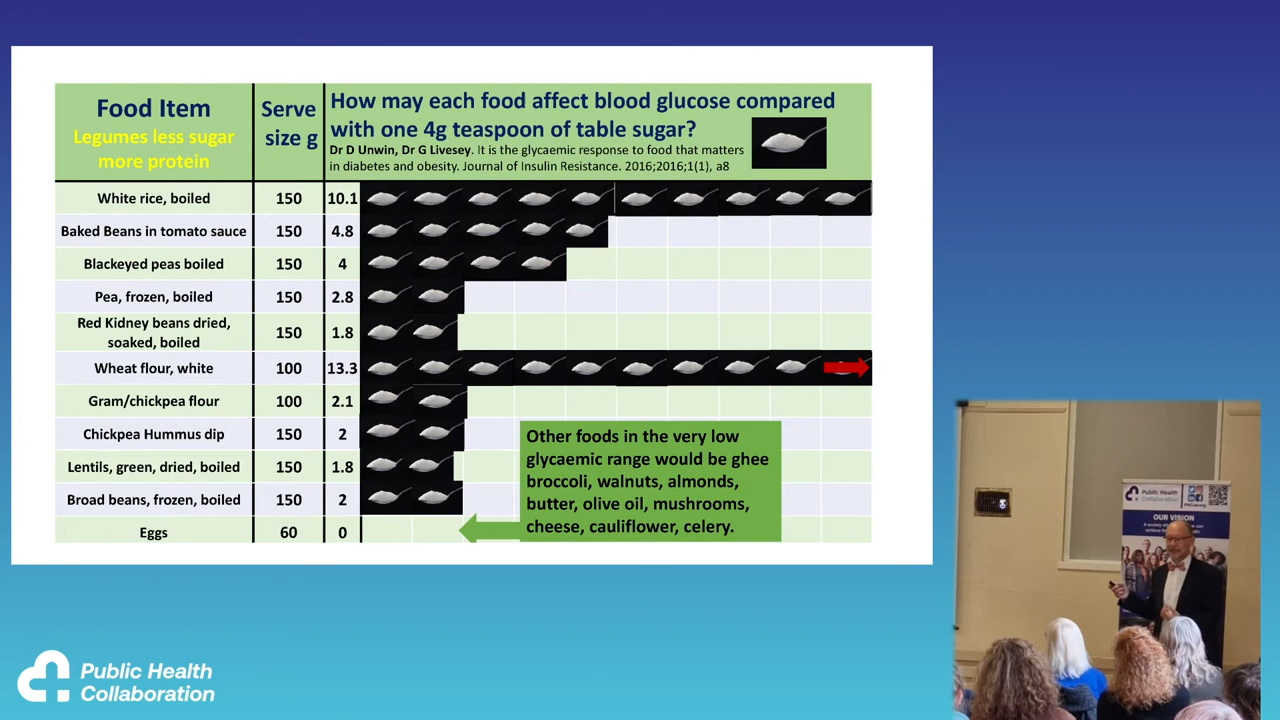 Food Item
Legumes less sugar
more protein
Serve
size g
How may each food affect blood glucose compared
with one 4g teaspoon of table sugar?
Dr D Unwin, Dr G Livesey. It is the glycaemic response to food that matters
in diabetes and obesity. Journal of Insulin Resistance. 2016;2016;1(1), a8
White rice, boiled 150 10.1
Baked Beans in tomato sauce 150 4.8
Blackeyed peas boiled 150 4
Pea, frozen, boiled 150 2.8
Red Kidney beans dried,
soaked, boiled 150 1.8
Wheat flour, white 100 13.3
Gram/chickpea flour 100 2.1
Chickpea Hummus dip 150 2
Lentils, green, dried, boiled 150 1.8
Broad beans, frozen, boiled 150 2
Eggs 60 0
Other foods in the very low
glycaemic range would be ghee
broccoli, walnuts, almonds,
butter, olive oil, mushrooms,
cheese, cauliflower, celery.
Public Health
Collaboration
Public Health
Collaboration
OUR VISION